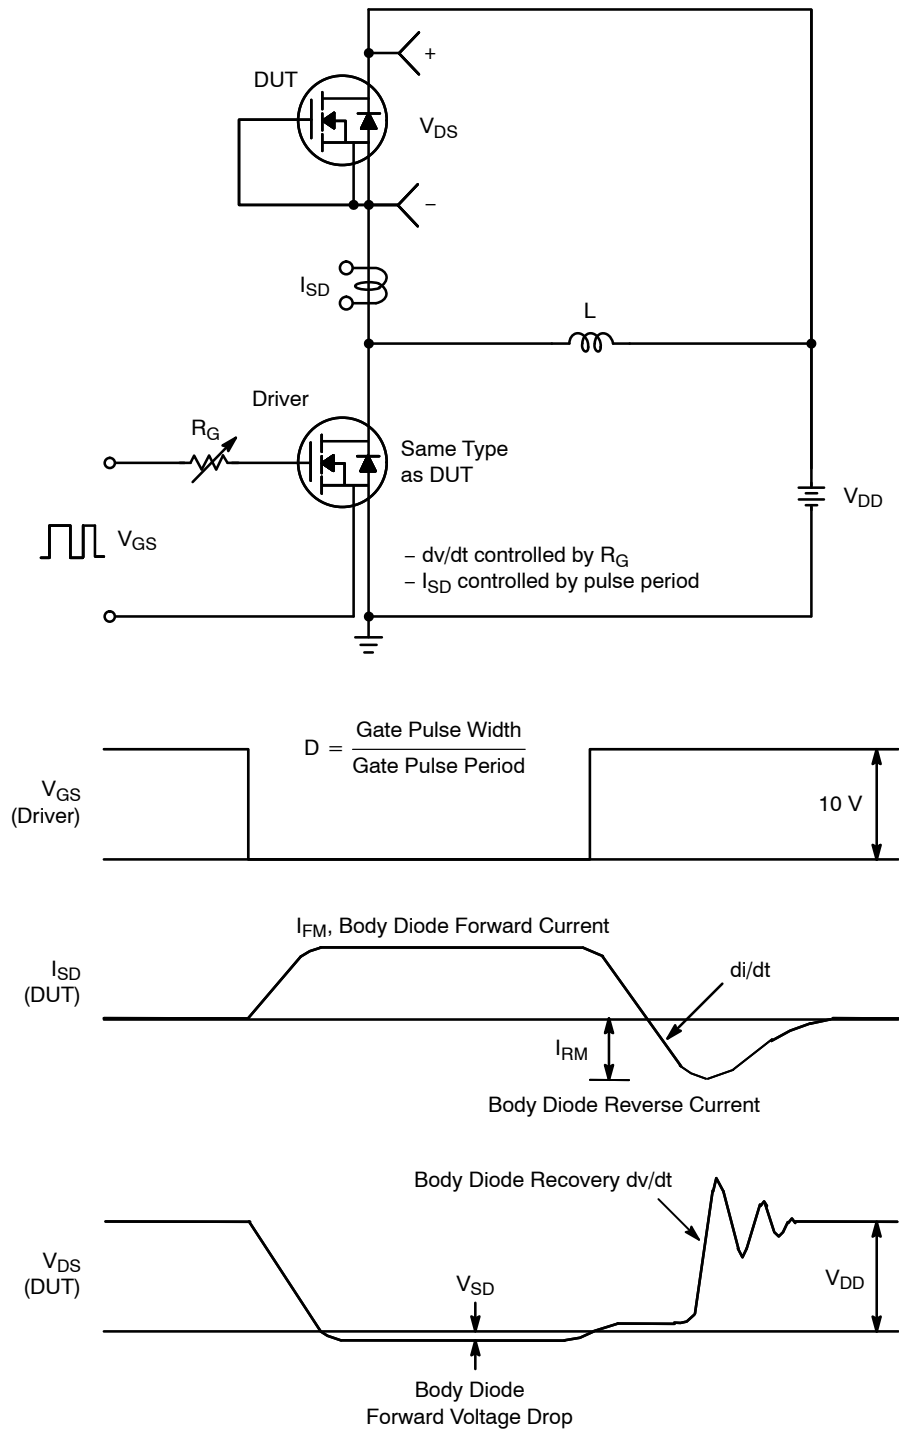 +
DUT
V_DS
−
I_SD
L
Driver
R_G
Same Type
as DUT
V_DD
V_GS
− dv/dt controlled by R_G
− I_SD controlled by pulse period
D = Gate Pulse Width
Gate Pulse Period
V_GS
(Driver)
10 V
I_FM, Body Diode Forward Current
I_SD
(DUT)
di/dt
I_RM
Body Diode Reverse Current
Body Diode Recovery dv/dt
V_DS
(DUT)
V_SD
V_DD
Body Diode
Forward Voltage Drop